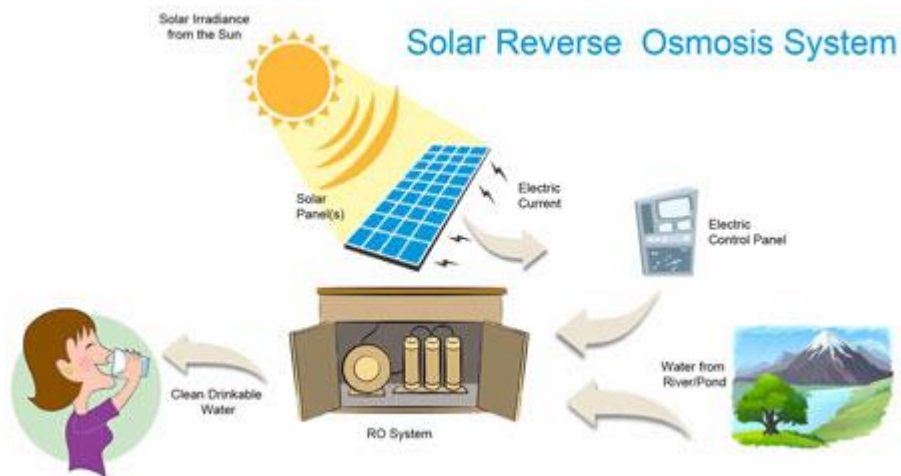 Solar Irradiance
from the Sun
Solar Reverse Osmosis System
Solar
Panel(s)
Electric
Current
Electric
Control Panel
Water from
River/Pond
Clean Drinkable
Water
RO System